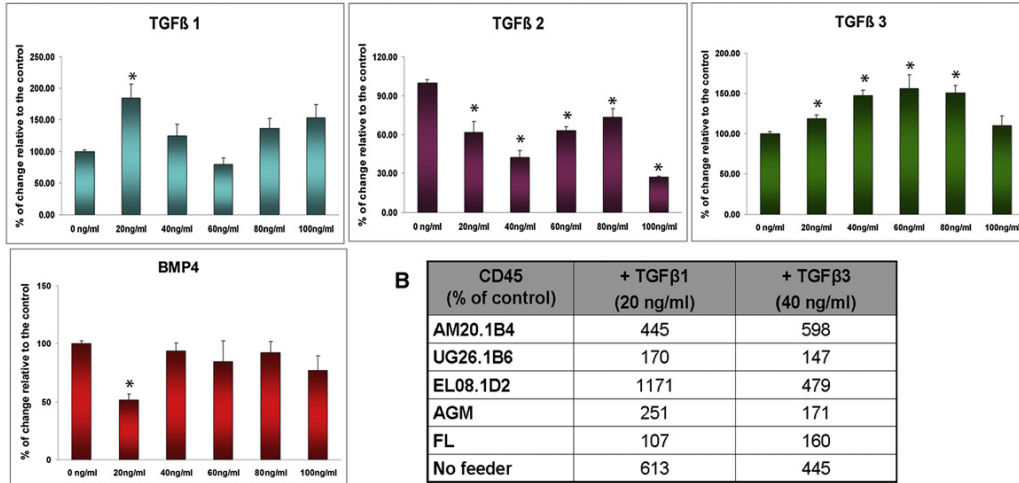 TGFß 1
% of change relative to the control
250.00
200.00
150.00
100.00
50.00
0.00
*
0 ng/ml 20ng/ml 40ng/ml 60ng/ml 80ng/ml 100ng/ml
TGFß 2
% of change relative to the control
120.00
90.00
60.00
30.00
0.00
* * * * *
0 ng/ml 20ng/ml 40ng/ml 60ng/ml 80ng/ml 100ng/ml
TGFß 3
% of change relative to the control
200.00
150.00
100.00
50.00
0.00
* * * *
0 ng/ml 20ng/ml 40ng/ml 60ng/ml 80ng/ml 100ng/ml
BMP4
% of change relative to the control
150
100
50
0
*
0 ng/ml 20ng/ml 40ng/ml 60ng/ml 80ng/ml 100ng/ml
B
CD45 + TGFβ1 + TGFβ3
(% of control) (20 ng/ml) (40 ng/ml)
AM20.1B4 445 598
UG26.1B6 170 147
EL08.1D2 1171 479
AGM 251 171
FL 107 160
No feeder 613 445